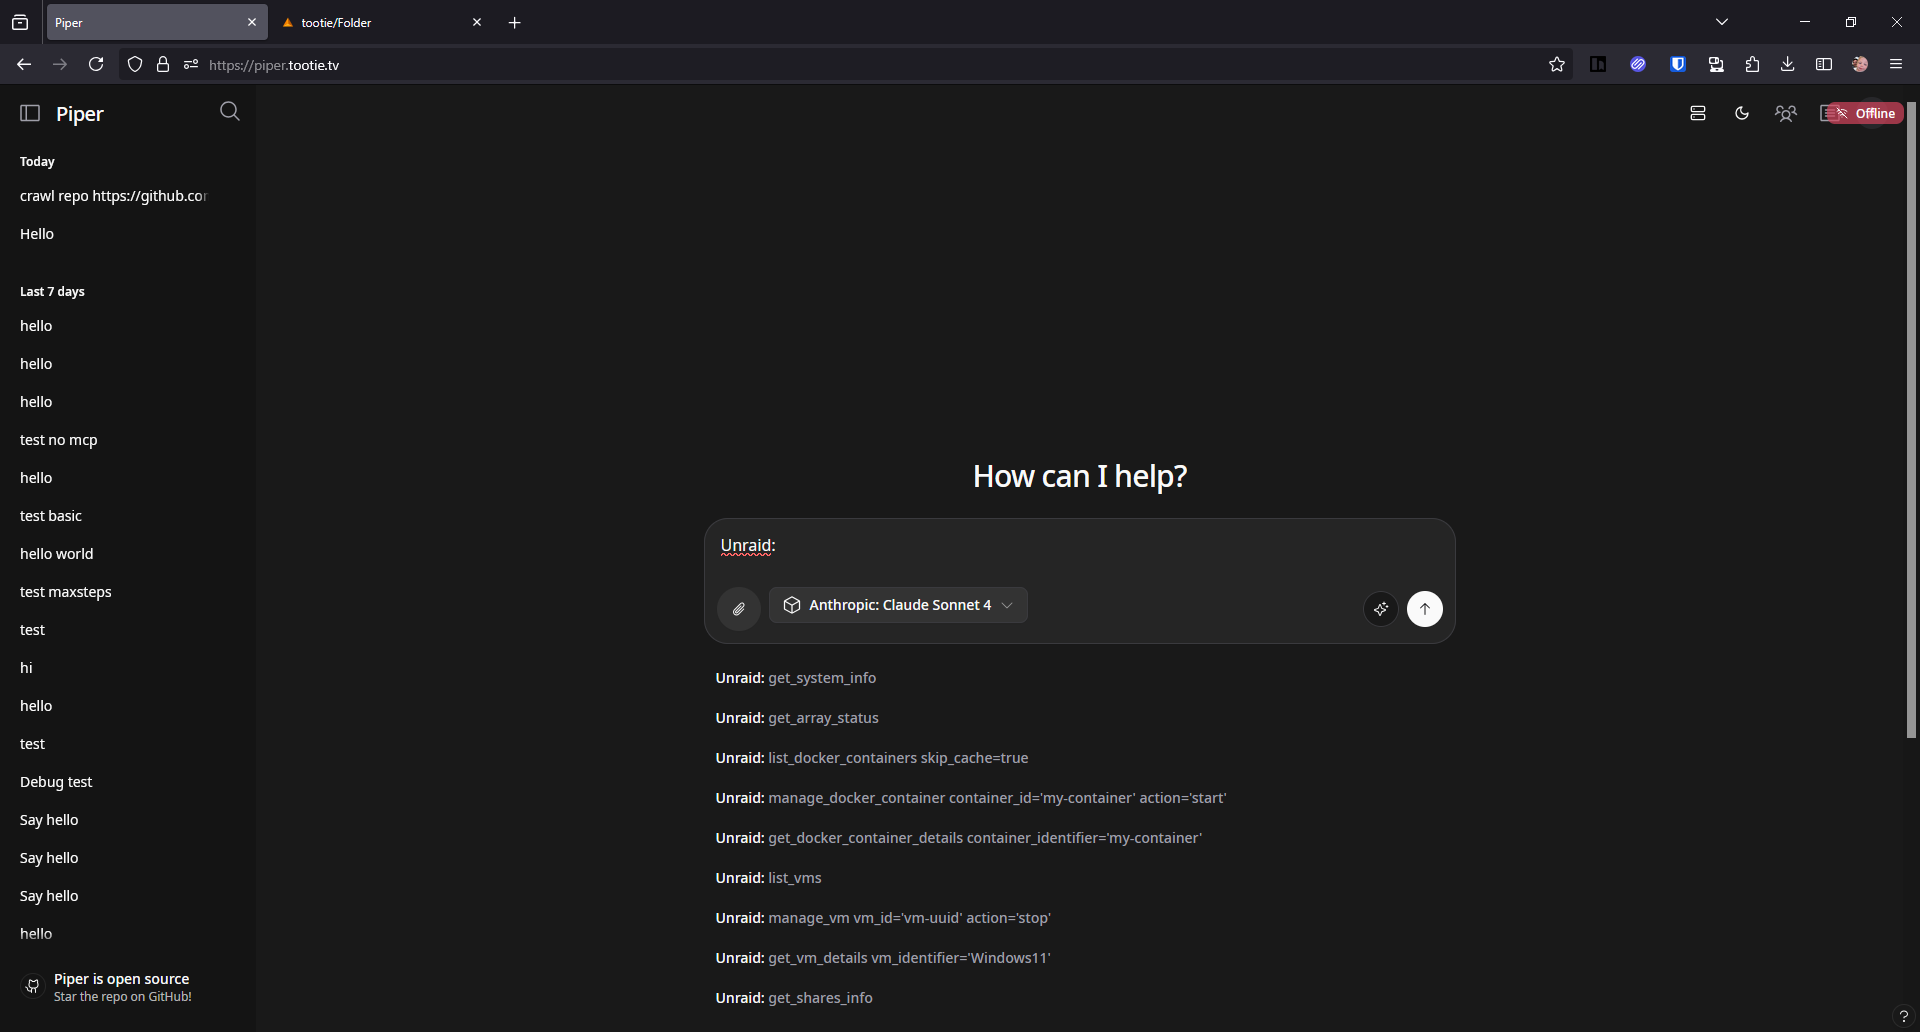 Piper
tootie/Folder
https://piper.tootie.tv
Piper
Offline
Today
crawl repo https://github.cor
Hello
Last 7 days
hello
hello
hello
test no mcp
hello
test basic
hello world
test maxsteps
test
hi
hello
test
Debug test
Say hello
Say hello
Say hello
hello
Piper is open source
Star the repo on GitHub!
How can I help?
Unraid:
Anthropic: Claude Sonnet 4
Unraid: get_system_info
Unraid: get_array_status
Unraid: list_docker_containers skip_cache=true
Unraid: manage_docker_container container_id='my-container' action='start'
Unraid: get_docker_container_details container_identifier='my-container'
Unraid: list_vms
Unraid: manage_vm vm_id='vm-uuid' action='stop'
Unraid: get_vm_details vm_identifier='Windows11'
Unraid: get_shares_info
?